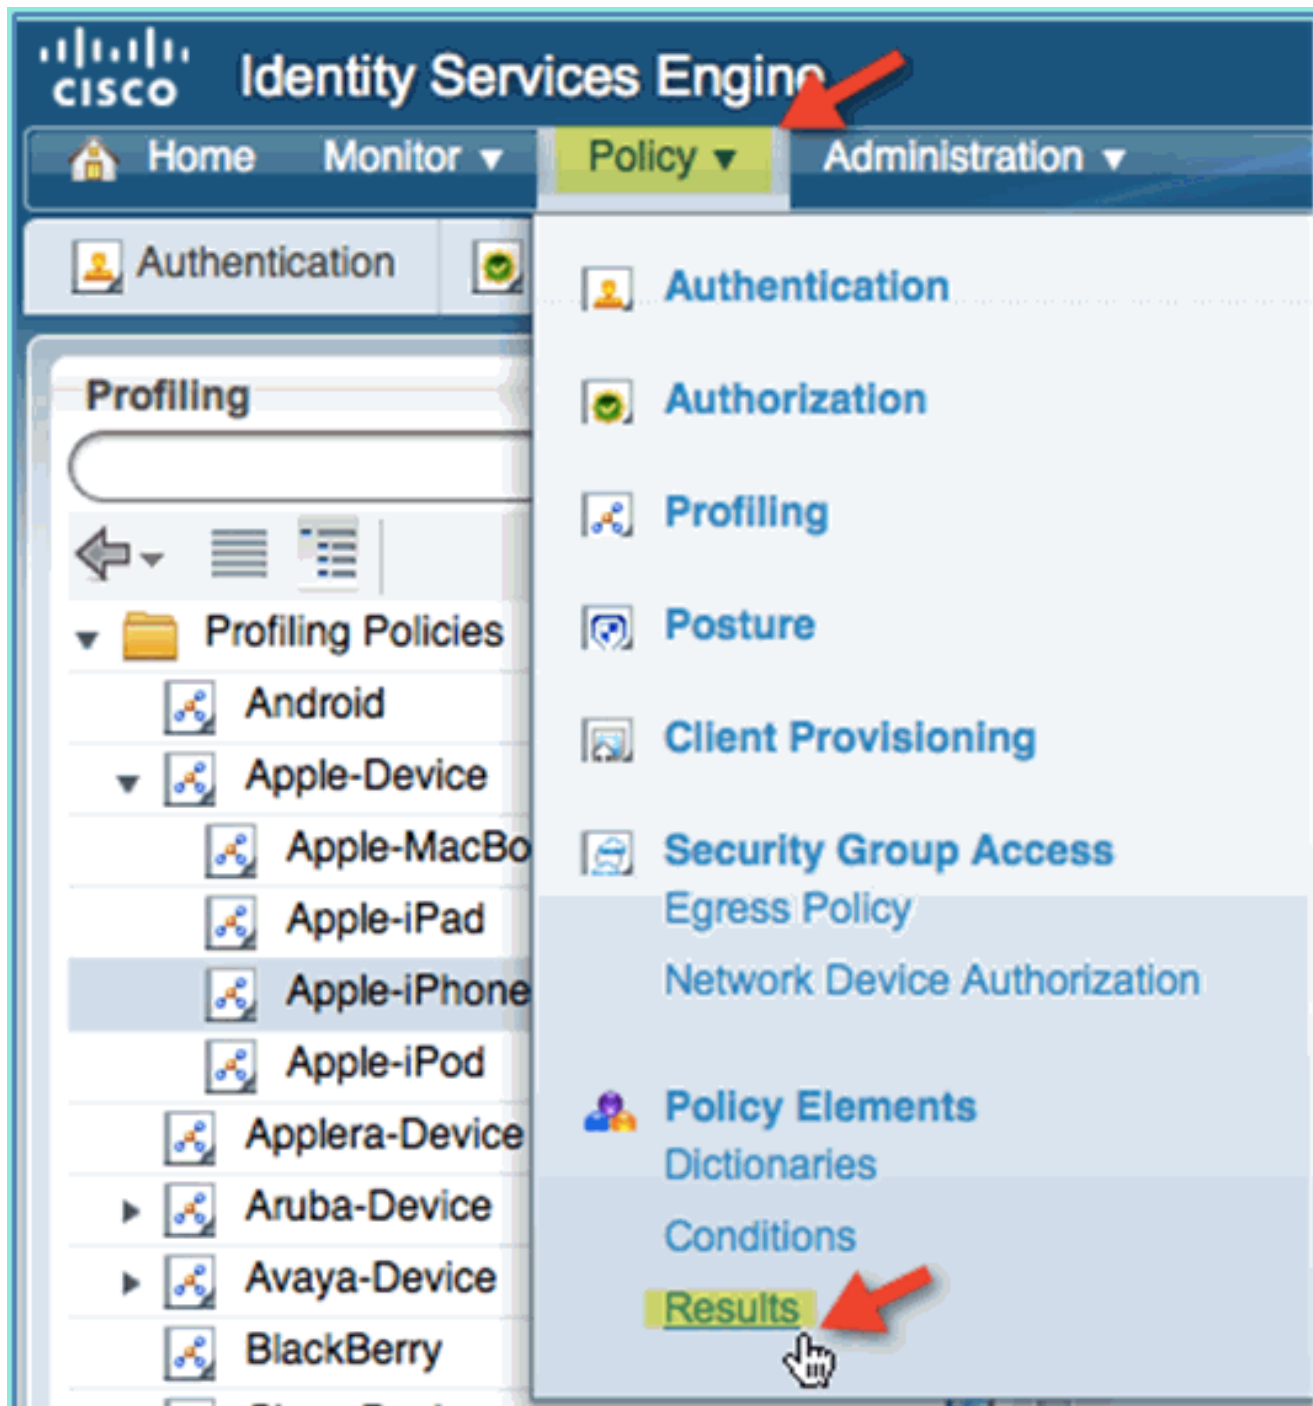 CISCO
Identity Services Engine
Home Monitor Policy Administration
Authentication
Profiling
Profiling Policies
Android
Apple-Device
Apple-MacBo
Apple-iPad
Apple-iPhone
Apple-iPod
Applera-Device
Aruba-Device
Avaya-Device
BlackBerry
Authentication
Authorization
Profiling
Posture
Client Provisioning
Security Group Access
Egress Policy
Network Device Authorization
Policy Elements
Dictionaries
Conditions
Results